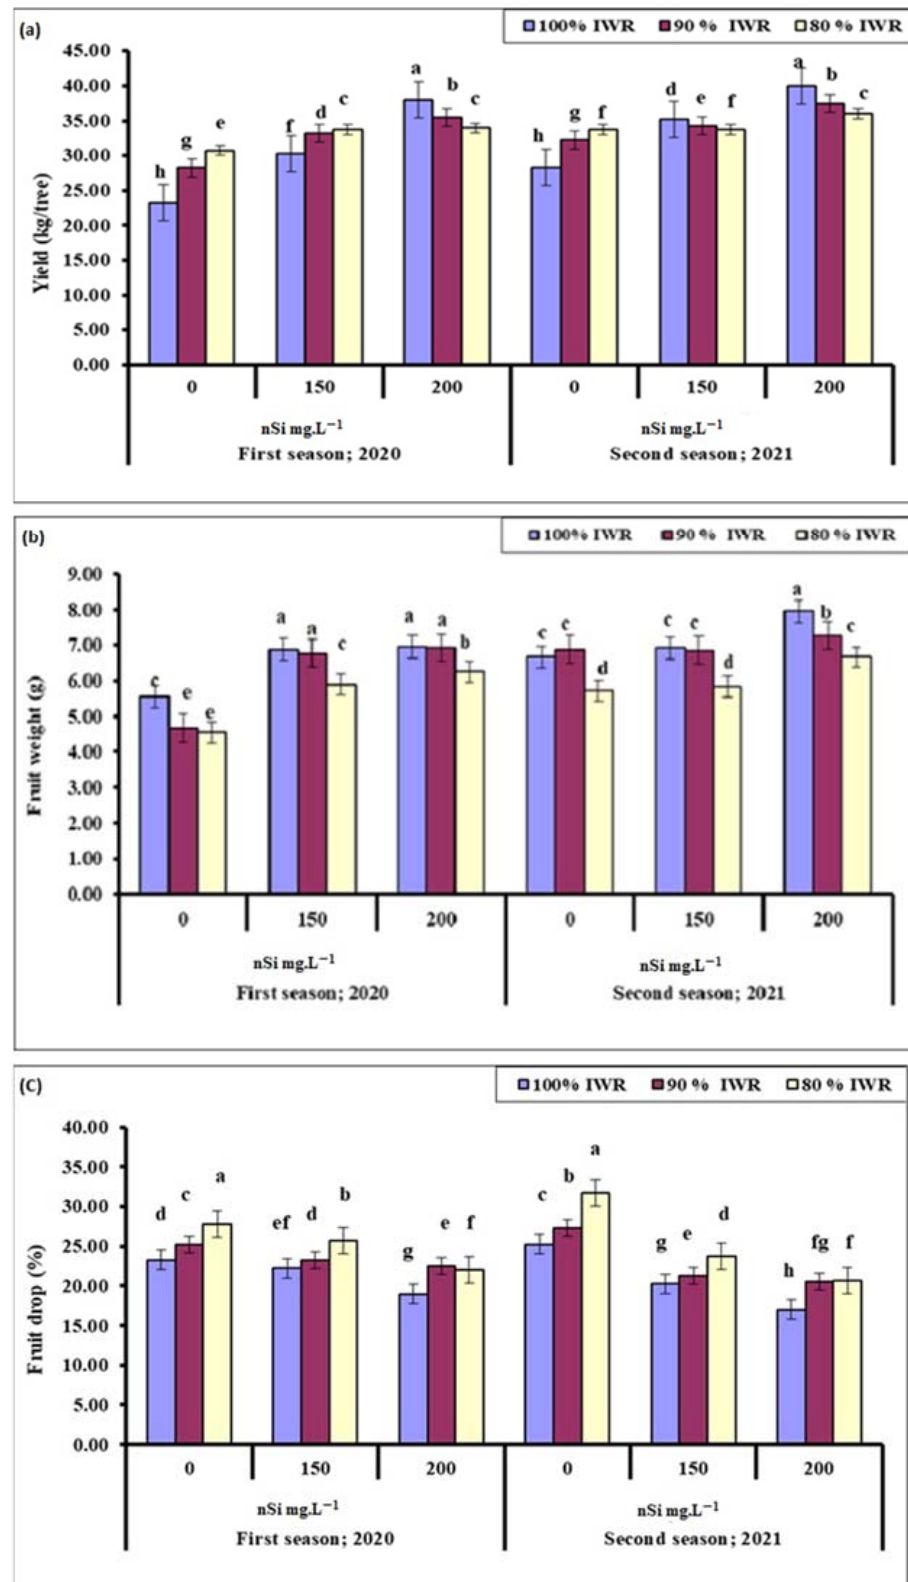 (a)
100% IWR 90 % IWR 80 % IWR
45.00
40.00
35.00
30.00
25.00
20.00
15.00
10.00
5.00
0.00
Yield (kg/tree)
h g e f d c a b c h g f d e f a b c
0 150 200 0 150 200
nSi mg.L⁻¹ nSi mg.L⁻¹
First season; 2020 Second season; 2021
(b)
100% IWR 90 % IWR 80 % IWR
9.00
8.00
7.00
6.00
5.00
4.00
3.00
2.00
1.00
0.00
Fruit weight (g)
c e e a a c a a b c c d c c d a b c
0 150 200 0 150 200
nSi mg.L⁻¹ nSi mg.L⁻¹
First season; 2020 Second season; 2021
(C)
100% IWR 90 % IWR 80 % IWR
40.00
35.00
30.00
25.00
20.00
15.00
10.00
5.00
0.00
Fruit drop (%)
d c a ef d b g e f c b a g e d h fg f
0 150 200 0 150 200
nSi mg.L⁻¹ nSi mg.L⁻¹
First season; 2020 Second season; 2021